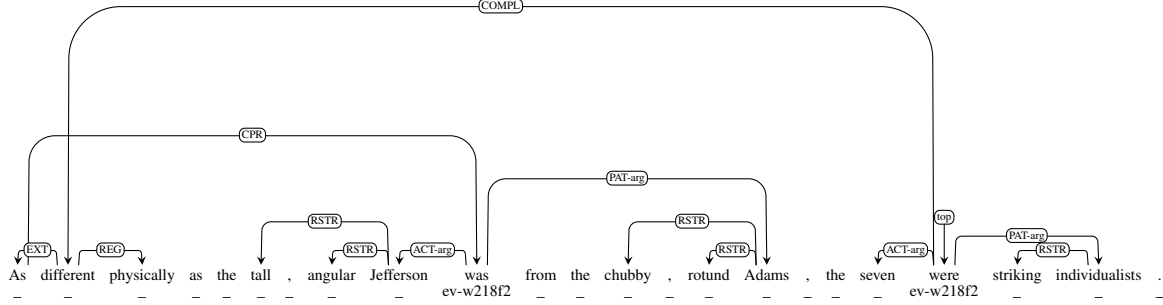 COMPL
CPR
PAT-arg
RSTR RSTR top
PAT-arg
EXT REG RSTR ACT-arg RSTR ACT-arg RSTR
As different physically as the tall , angular Jefferson was from the chubby , rotund Adams , the seven were striking individualists .
_ _ _ _ _ _ _ _ _ ev-w218f2 _ _ _ _ _ _ _ _ _ ev-w218f2 _ _ _